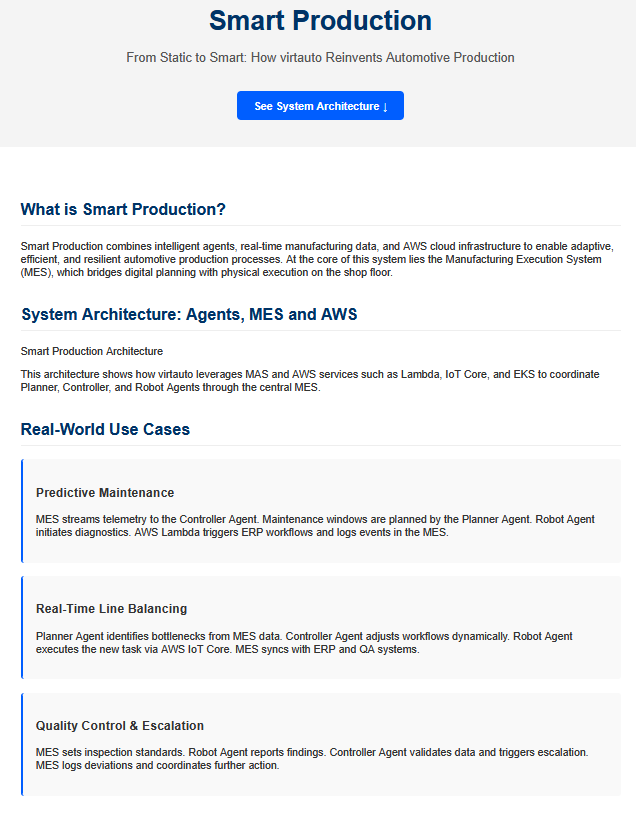 Smart Production
From Static to Smart: How virtauto Reinvents Automotive Production
See System Architecture ↓
What is Smart Production?
Smart Production combines intelligent agents, real-time manufacturing data, and AWS cloud infrastructure to enable adaptive,
efficient, and resilient automotive production processes. At the core of this system lies the Manufacturing Execution System
(MES), which bridges digital planning with physical execution on the shop floor.
System Architecture: Agents, MES and AWS
Smart Production Architecture
This architecture shows how virtauto leverages MAS and AWS services such as Lambda, IoT Core, and EKS to coordinate
Planner, Controller, and Robot Agents through the central MES.
Real-World Use Cases
Predictive Maintenance
MES streams telemetry to the Controller Agent. Maintenance windows are planned by the Planner Agent. Robot Agent
initiates diagnostics. AWS Lambda triggers ERP workflows and logs events in the MES.
Real-Time Line Balancing
Planner Agent identifies bottlenecks from MES data. Controller Agent adjusts workflows dynamically. Robot Agent
executes the new task via AWS IoT Core. MES syncs with ERP and QA systems.
Quality Control & Escalation
MES sets inspection standards. Robot Agent reports findings. Controller Agent validates data and triggers escalation.
MES logs deviations and coordinates further action.